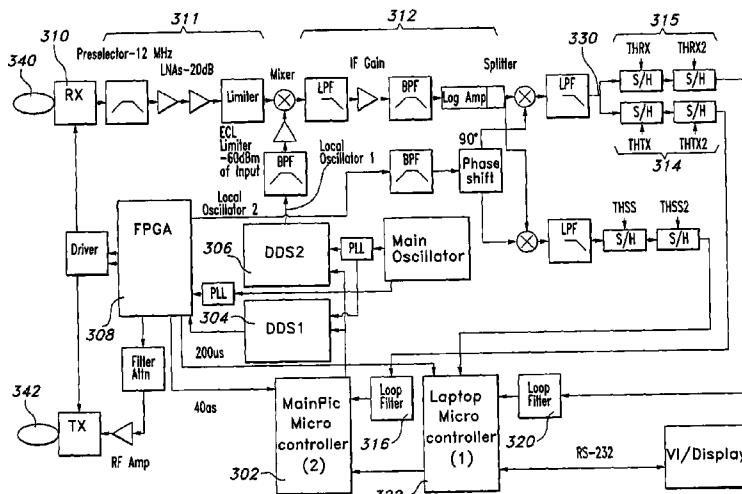 311
312
315
310
Preselector-12 MHz
LNAs-20dB
Mixer
IF Gain
Splitter
330
THRX
THRX2
340
RX
Limiter
LPF
BPF
Log Amp
LPF
S/H
S/H
S/H
S/H
THTX
THTX2
314
ECL
Limiter
-60dBm
of Input
BPF
Local
Oscillator 1
BPF
90°
Phase
shift
Local
Oscillator 2
FPGA
Driver
308
306
DDS2
PLL
Main
Oscillator
LPF
THSS
THSS2
S/H
S/H
PLL
304
DDS1
200us
Filter
Attn
40as
342
TX
RF Amp
MainPic
Micro
controller
(2)
302
Loop
Filter
316
Laptop
Micro
controller
(1)
Loop
Filter
320
RS-232
VI/Display